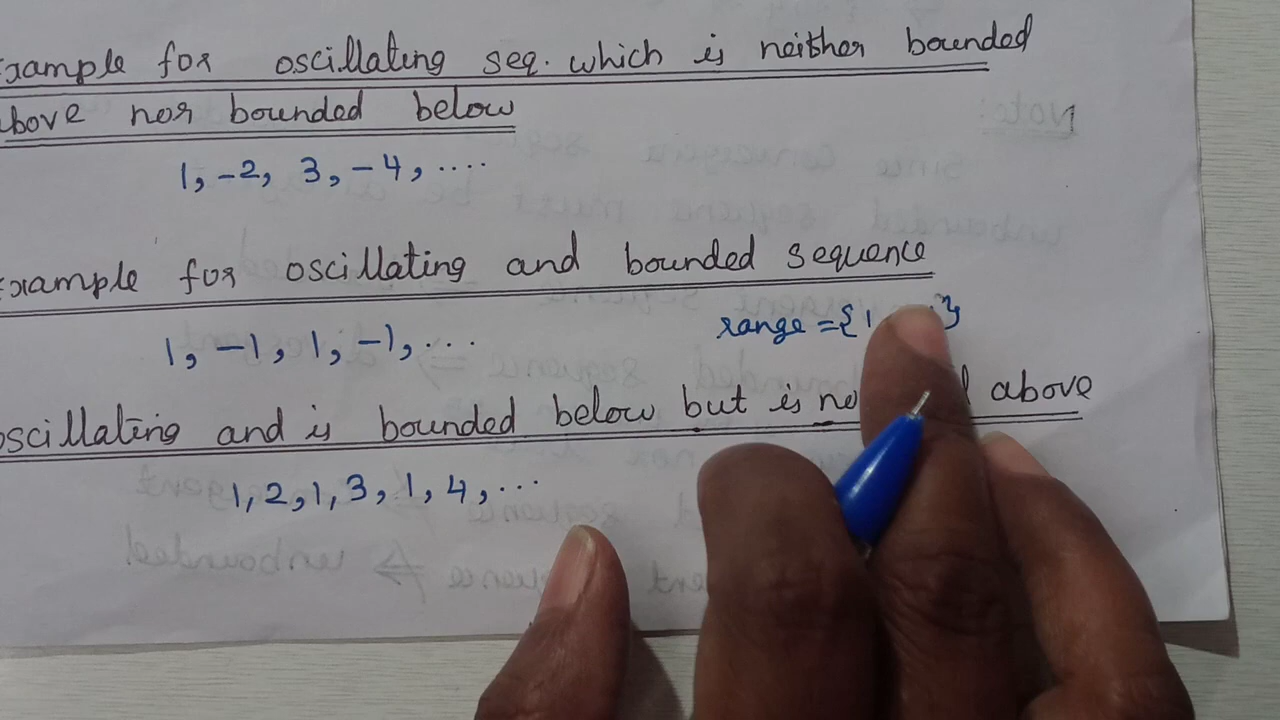 xample for oscillating seq. which is neither bounded
bove nor bounded below
1, -2, 3, -4, ....
xample for oscillating and bounded sequence
1, -1, 1, -1, ... range = {1
oscillating and is bounded below but is above
1, 2, 1, 3, 1, 4, ...